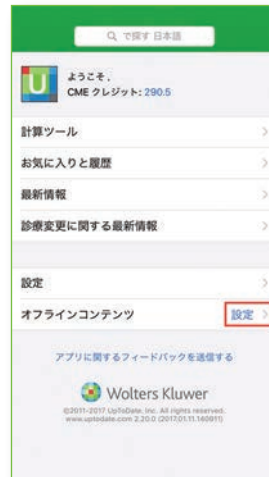 で探す 日本語
U
ようこそ.
CME クレジット: 290.5
計算ツール
お気に入りと履歴
最新情報
診療変更に関する最新情報
設定
オフラインコンテンツ 設定
アプリに関するフィードバックを送信する
Wolters Kluwer
©2011-2017 UpToDate, Inc. All rights reserved.
www.uptodate.com 2.20.0 (2017.01.11.140911)